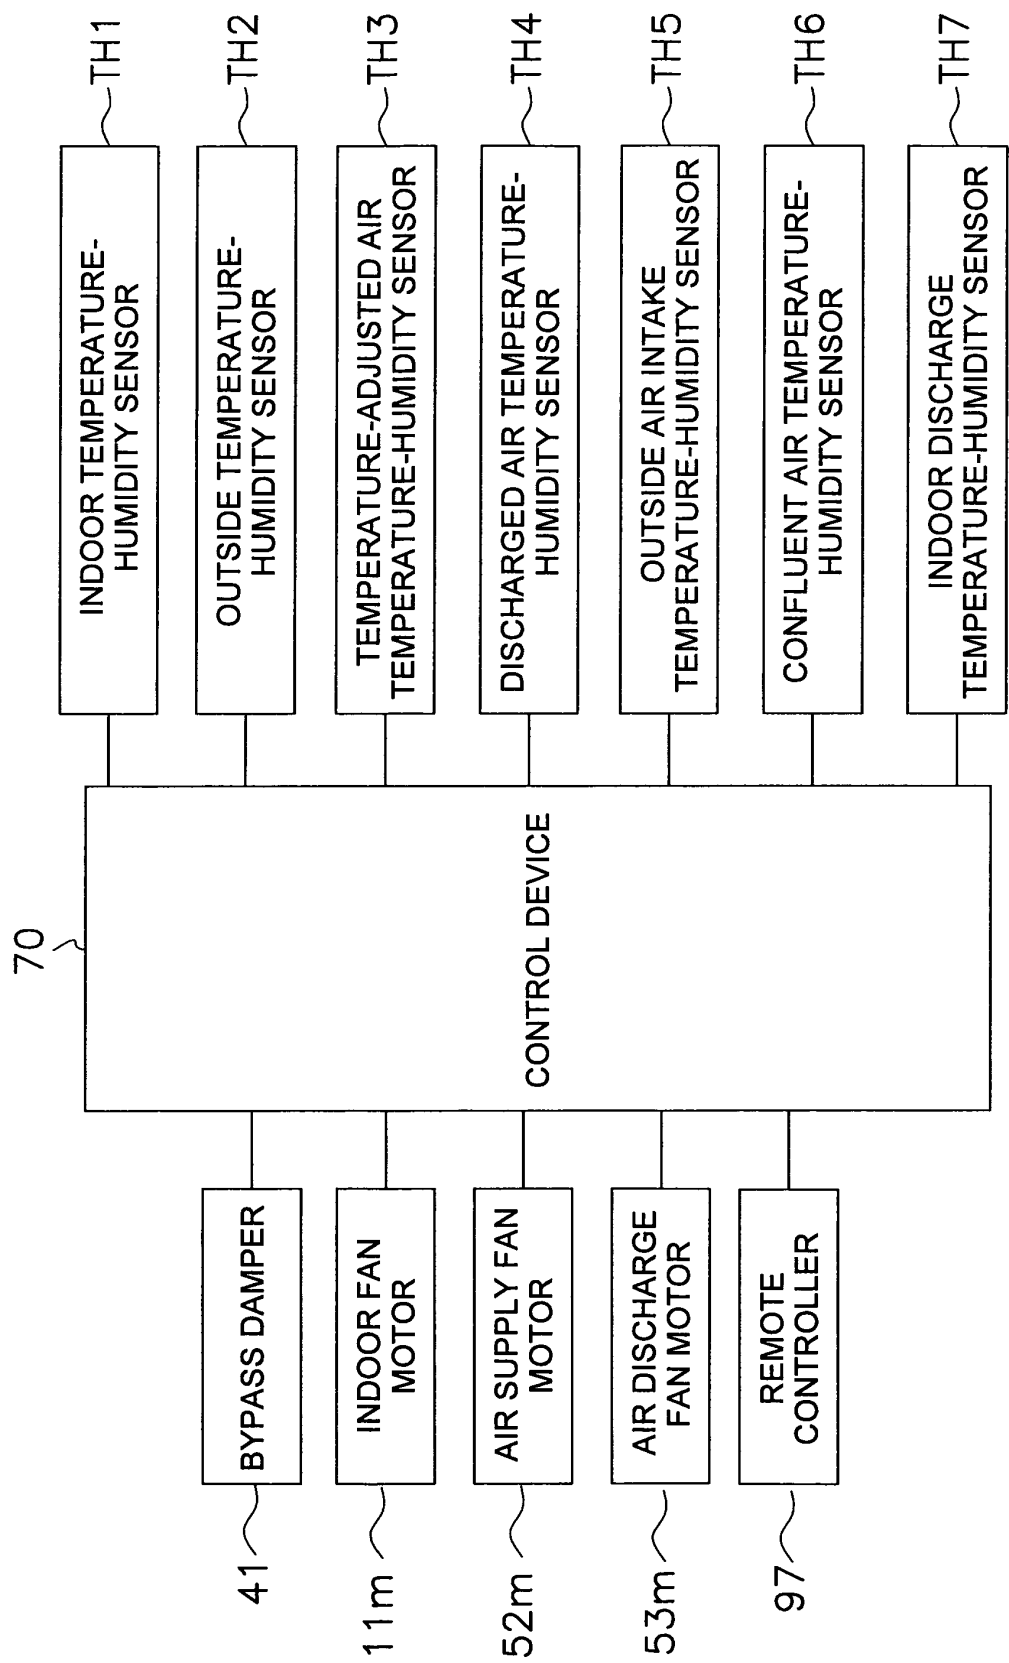 70
CONTROL DEVICE
BYPASS DAMPER
41
INDOOR FAN
MOTOR
11m
AIR SUPPLY FAN
MOTOR
52m
AIR DISCHARGE
FAN MOTOR
53m
REMOTE
CONTROLLER
97
INDOOR TEMPERATURE-
HUMIDITY SENSOR
TH1
OUTSIDE TEMPERATURE-
HUMIDITY SENSOR
TH2
TEMPERATURE-ADJUSTED AIR
TEMPERATURE-HUMIDITY SENSOR
TH3
DISCHARGED AIR TEMPERATURE-
HUMIDITY SENSOR
TH4
OUTSIDE AIR INTAKE
TEMPERATURE-HUMIDITY SENSOR
TH5
CONFLUENT AIR TEMPERATURE-
HUMIDITY SENSOR
TH6
INDOOR DISCHARGE
TEMPERATURE-HUMIDITY SENSOR
TH7